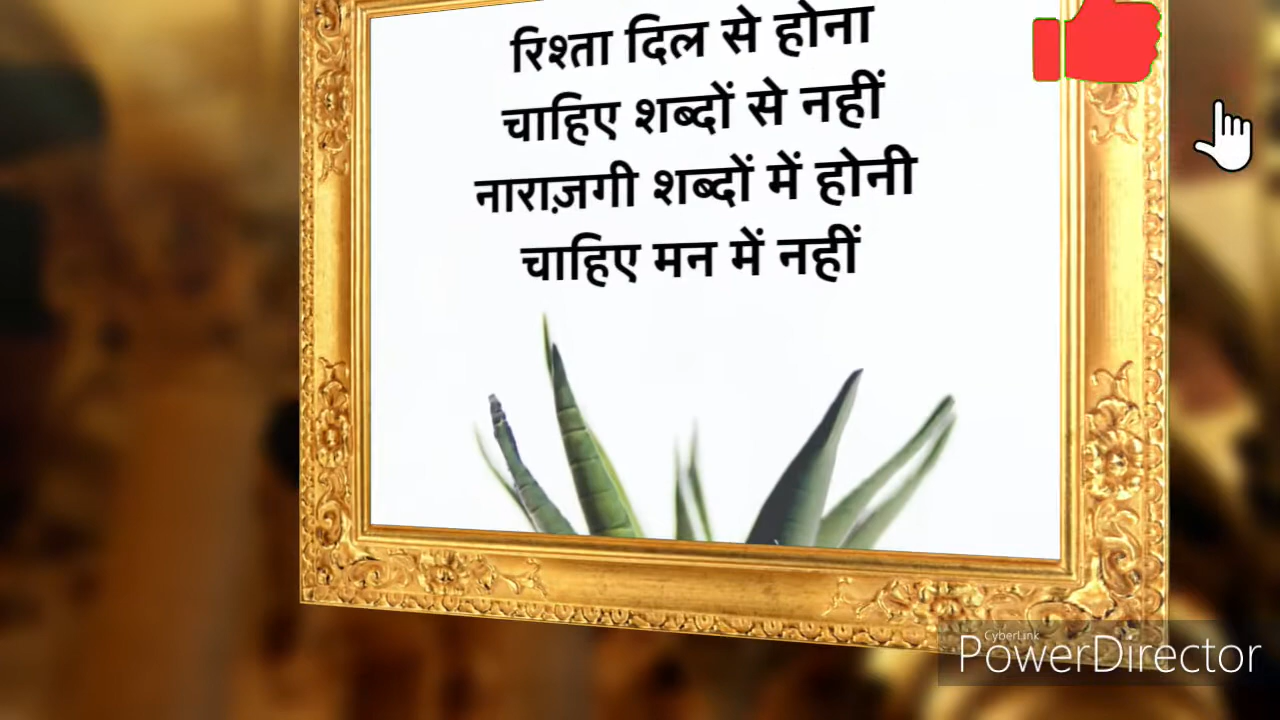 रिश्ता दिल से होना
चाहिए शब्दों से नहीं
नाराज़गी शब्दों में होनी
चाहिए मन में नहीं
CyberLink
PowerDirector